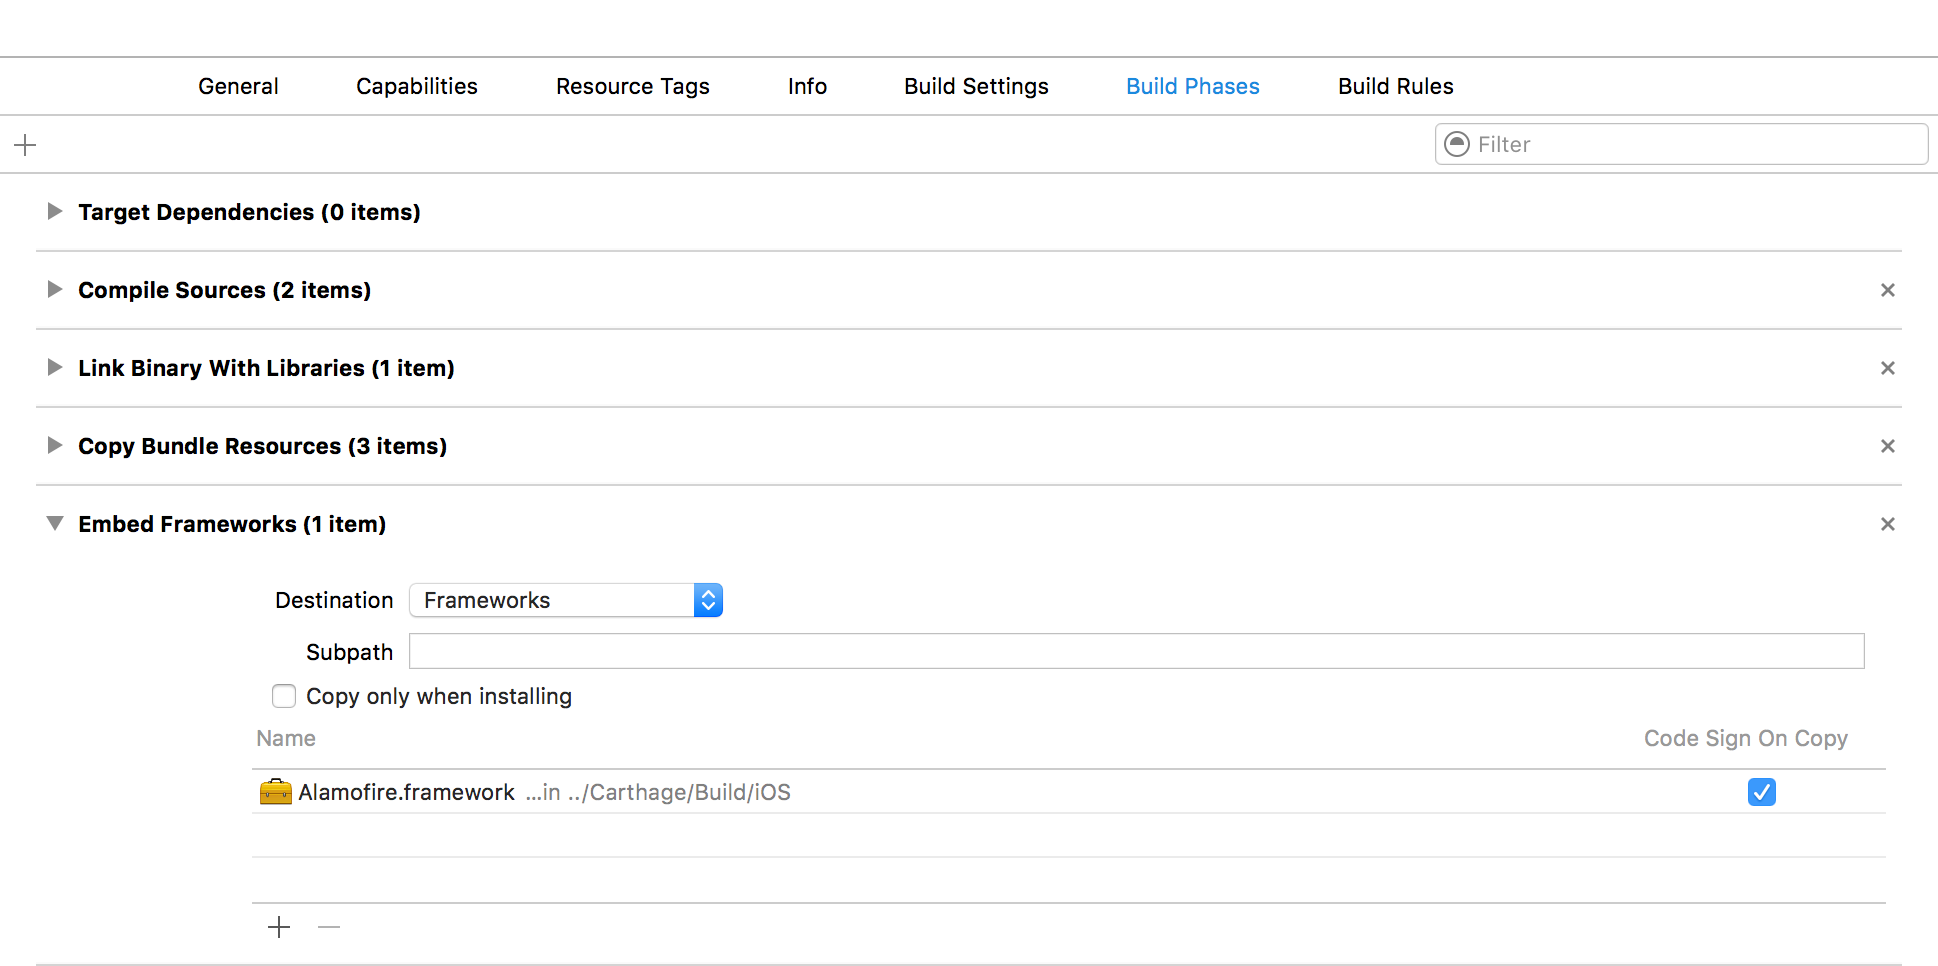 General Capabilities Resource Tags Info Build Settings Build Phases Build Rules
Filter
Target Dependencies (0 items)
Compile Sources (2 items)
Link Binary With Libraries (1 item)
Copy Bundle Resources (3 items)
Embed Frameworks (1 item)
Destination Frameworks
Subpath
Copy only when installing
Name Code Sign On Copy
Alamofire.framework ...in ../Carthage/Build/iOS